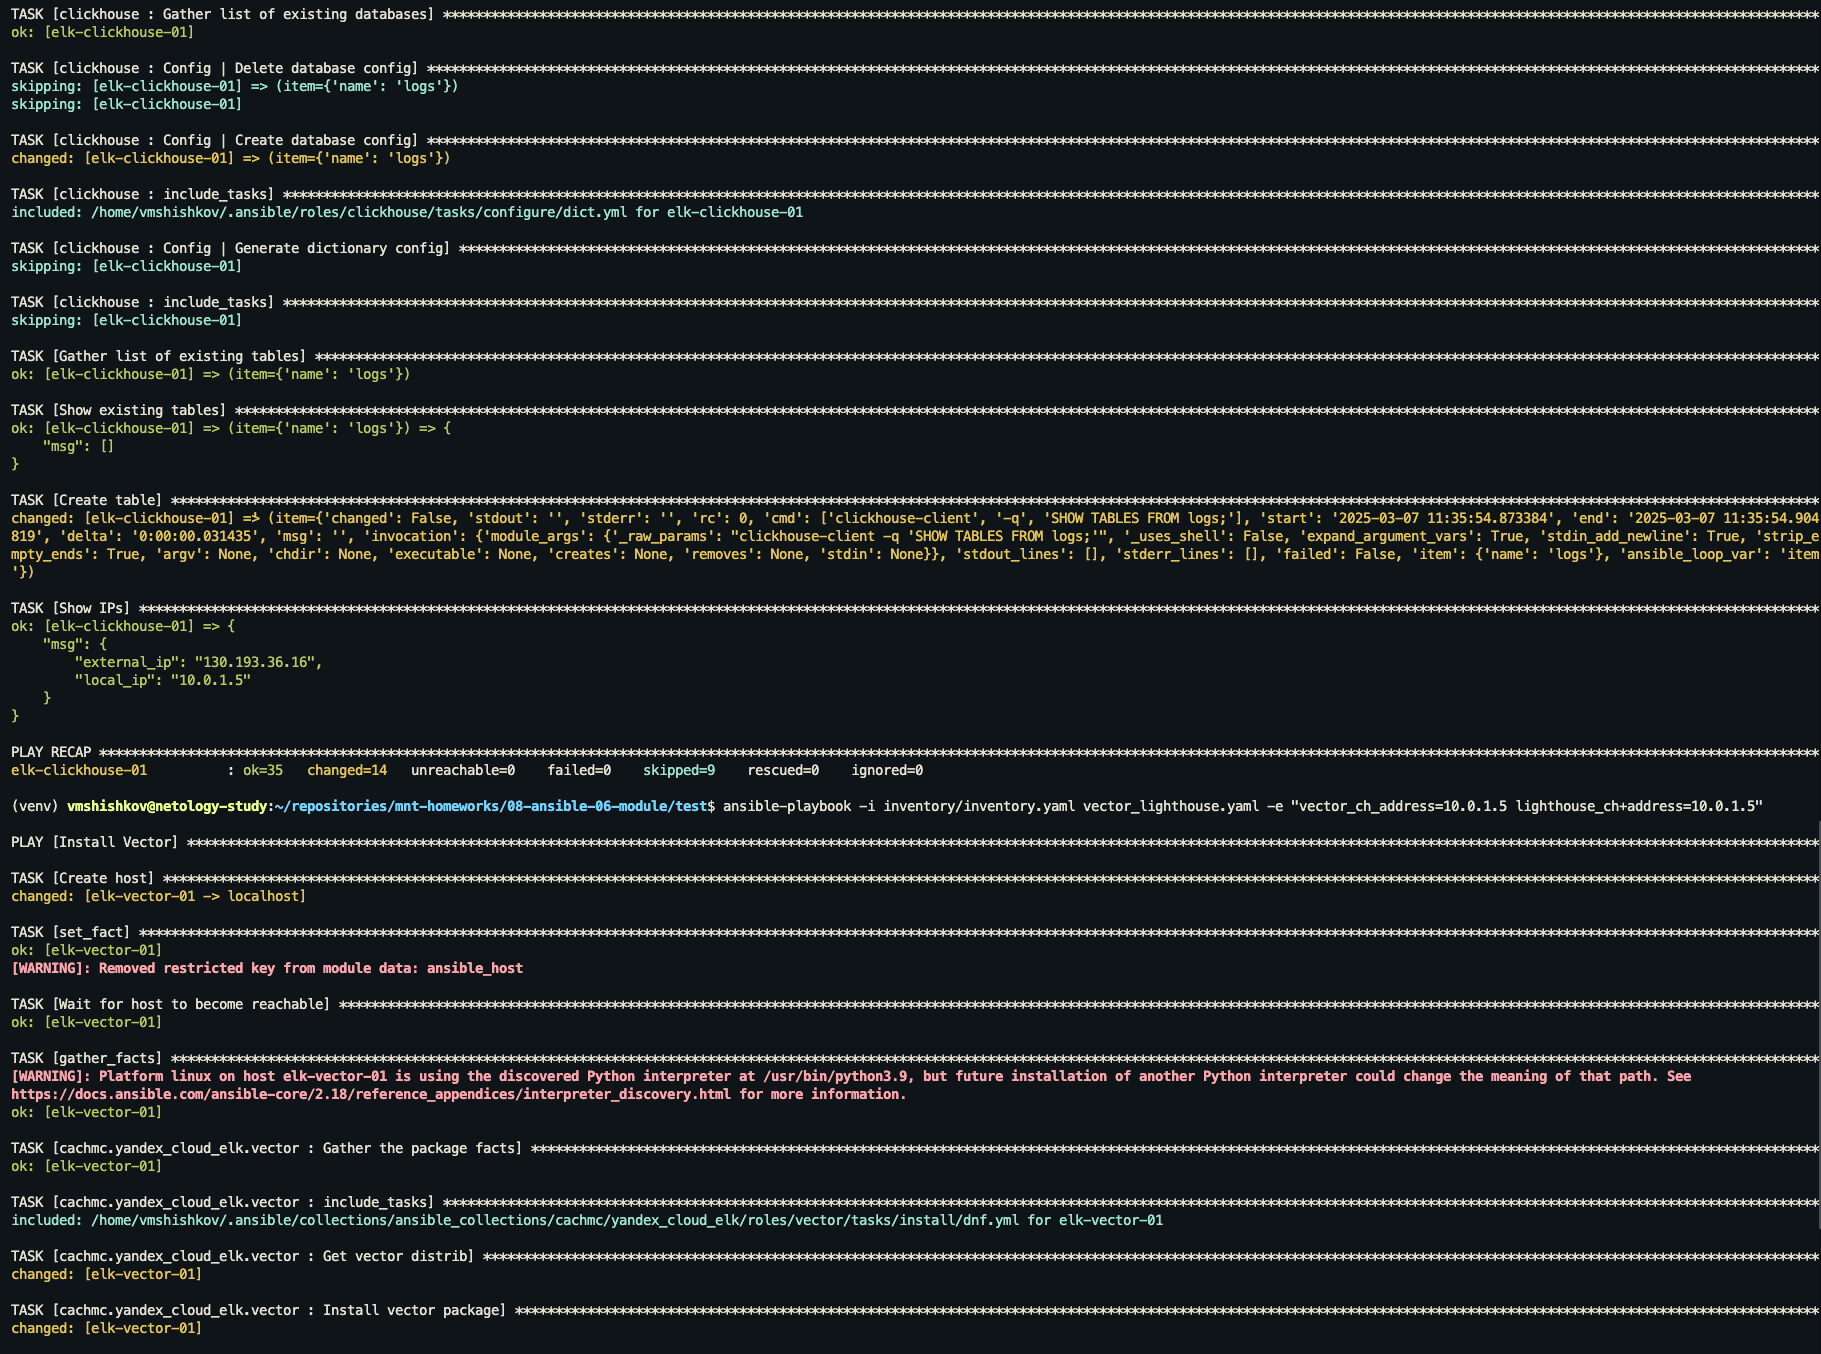 TASK [clickhouse : Gather list of existing databases] ****************************************************************************************************************************************************************************
ok: [elk-clickhouse-01]
TASK [clickhouse : Config | Delete database config] ******************************************************************************************************************************************************************************
skipping: [elk-clickhouse-01] => (item={'name': 'logs'})
skipping: [elk-clickhouse-01]
TASK [clickhouse : Config | Create database config] ******************************************************************************************************************************************************************************
changed: [elk-clickhouse-01] => (item={'name': 'logs'})
TASK [clickhouse : include_tasks] ************************************************************************************************************************************************************************************************
included: /home/vmshishkov/.ansible/roles/clickhouse/tasks/configure/dict.yml for elk-clickhouse-01
TASK [clickhouse : Config | Generate dictionary config] **************************************************************************************************************************************************************************
skipping: [elk-clickhouse-01]
TASK [clickhouse : include_tasks] ************************************************************************************************************************************************************************************************
skipping: [elk-clickhouse-01]
TASK [Gather list of existing tables] ********************************************************************************************************************************************************************************************
ok: [elk-clickhouse-01] => (item={'name': 'logs'})
TASK [Show existing tables] ******************************************************************************************************************************************************************************************************
ok: [elk-clickhouse-01] => (item={'name': 'logs'}) => {
    "msg": []
}
TASK [Create table] **************************************************************************************************************************************************************************************************************
changed: [elk-clickhouse-01] => (item={'changed': False, 'stdout': '', 'stderr': '', 'rc': 0, 'cmd': ['clickhouse-client', '-q', 'SHOW TABLES FROM logs;'], 'start': '2025-03-07 11:35:54.873384', 'end': '2025-03-07 11:35:54.904
819', 'delta': '0:00:00.031435', 'msg': '', 'invocation': {'module_args': {'_raw_params': "clickhouse-client -q 'SHOW TABLES FROM logs;'", '_uses_shell': False, 'expand_argument_vars': True, 'stdin_add_newline': True, 'strip_e
mpty_ends': True, 'argv': None, 'chdir': None, 'executable': None, 'creates': None, 'removes': None, 'stdin': None}}, 'stdout_lines': [], 'stderr_lines': [], 'failed': False, 'item': {'name': 'logs'}, 'ansible_loop_var': 'item
'})
TASK [Show IPs] ******************************************************************************************************************************************************************************************************************
ok: [elk-clickhouse-01] => {
    "msg": {
        "external_ip": "130.193.36.16",
        "local_ip": "10.0.1.5"
    }
}
PLAY RECAP ***********************************************************************************************************************************************************************************************************************
elk-clickhouse-01          : ok=35   changed=14   unreachable=0    failed=0    skipped=9    rescued=0    ignored=0
(venv) vmshishkov@netology-study:~/repositories/mnt-homeworks/08-ansible-06-module/test$ ansible-playbook -i inventory/inventory.yaml vector_lighthouse.yaml -e "vector_ch_address=10.0.1.5 lighthouse_ch+address=10.0.1.5"
PLAY [Install Vector] ************************************************************************************************************************************************************************************************************
TASK [Create host] ***************************************************************************************************************************************************************************************************************
changed: [elk-vector-01 -> localhost]
TASK [set_fact] ******************************************************************************************************************************************************************************************************************
ok: [elk-vector-01]
[WARNING]: Removed restricted key from module data: ansible_host
TASK [Wait for host to become reachable] *****************************************************************************************************************************************************************************************
ok: [elk-vector-01]
TASK [gather_facts] **************************************************************************************************************************************************************************************************************
[WARNING]: Platform linux on host elk-vector-01 is using the discovered Python interpreter at /usr/bin/python3.9, but future installation of another Python interpreter could change the meaning of that path. See
https://docs.ansible.com/ansible-core/2.18/reference_appendices/interpreter_discovery.html for more information.
ok: [elk-vector-01]
TASK [cachmc.yandex_cloud_elk.vector : Gather the package facts] *****************************************************************************************************************************************************************
ok: [elk-vector-01]
TASK [cachmc.yandex_cloud_elk.vector : include_tasks] ****************************************************************************************************************************************************************************
included: /home/vmshishkov/.ansible/collections/ansible_collections/cachmc/yandex_cloud_elk/roles/vector/tasks/install/dnf.yml for elk-vector-01
TASK [cachmc.yandex_cloud_elk.vector : Get vector distrib] ***********************************************************************************************************************************************************************
changed: [elk-vector-01]
TASK [cachmc.yandex_cloud_elk.vector : Install vector package] *******************************************************************************************************************************************************************
changed: [elk-vector-01]